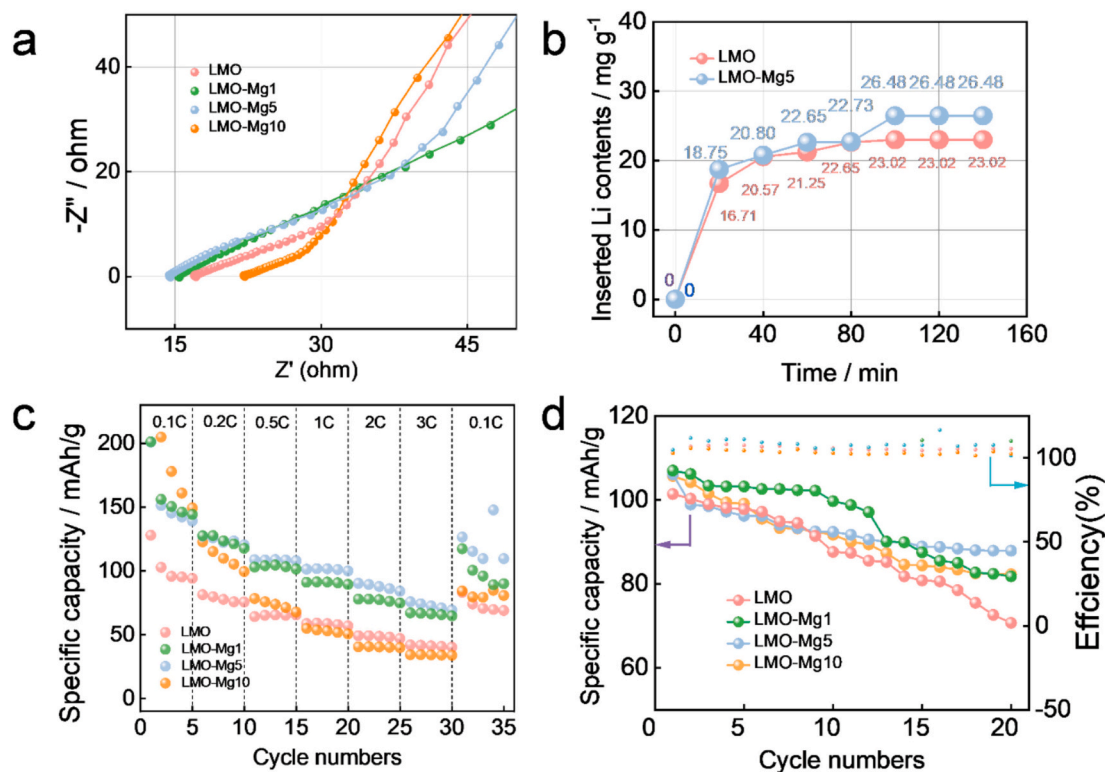 a
-Z'' / ohm
40
20
0
15
30
45
Z' (ohm)
LMO
LMO-Mg1
LMO-Mg5
LMO-Mg10
b
Inserted Li contents / mg g⁻¹
40
30
20
10
0
0
40
80
120
160
Time / min
LMO
LMO-Mg5
26.48 26.48 26.48
22.65 22.73
20.80
18.75
23.02 23.02 23.02
22.65
21.25
20.57
16.71
0
0
c
Specific capacity / mAh/g
200
150
100
50
0
0.1C 0.2C 0.5C 1C 2C 3C 0.1C
LMO
LMO-Mg1
LMO-Mg5
LMO-Mg10
0 5 10 15 20 25 30 35
Cycle numbers
d
Specific capacity / mAh/g
120
110
100
90
80
70
60
LMO
LMO-Mg1
LMO-Mg5
LMO-Mg10
0 5 10 15 20
Cycle numbers
100
50
0
-50
Effciency(%)